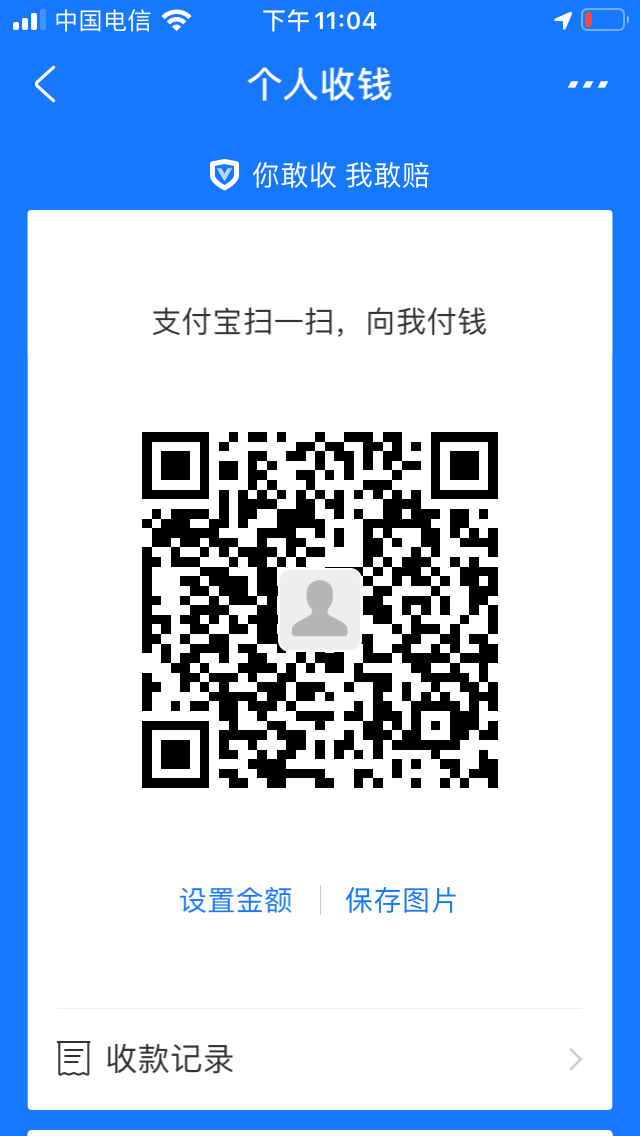 中国电信 下午11:04
个人收钱
你敢收 我敢赔
支付宝扫一扫，向我付钱
设置金额 保存图片
收款记录